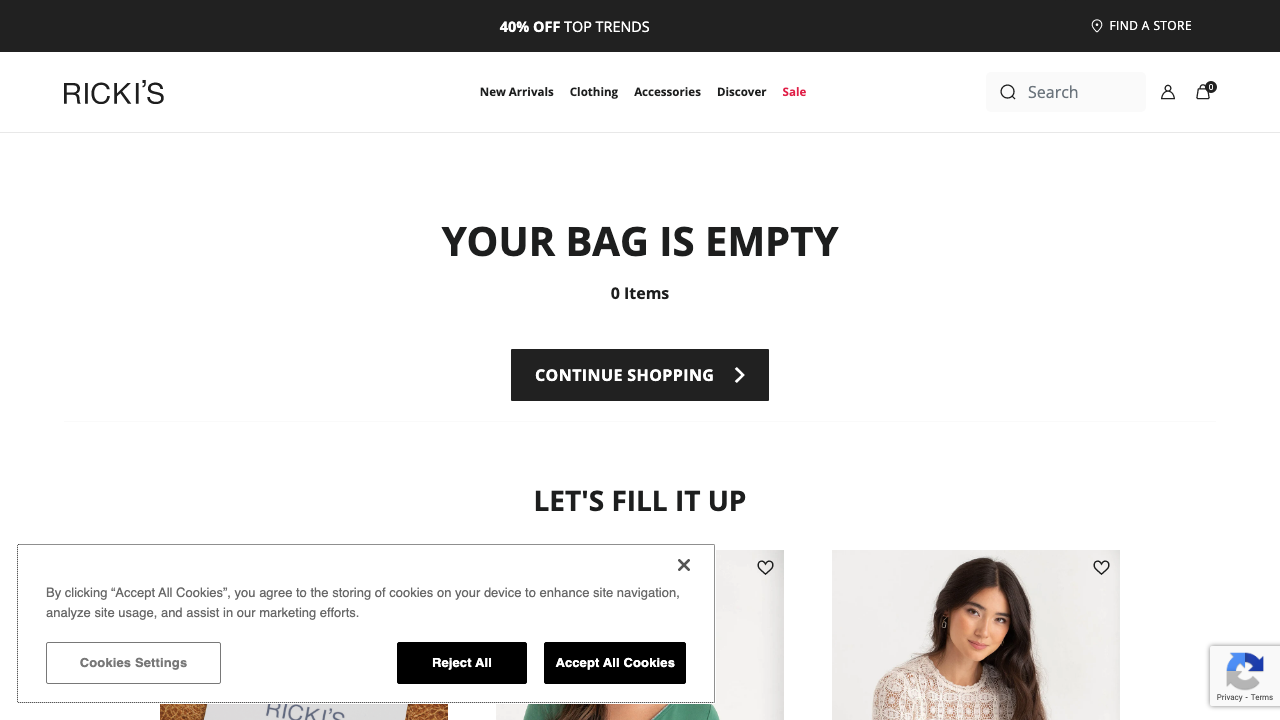 40% OFF TOP TRENDS
FIND A STORE
RICKI'S
New Arrivals
Clothing
Accessories
Discover
Sale
Search
0
YOUR BAG IS EMPTY
0 Items
CONTINUE SHOPPING
LET'S FILL IT UP
By clicking “Accept All Cookies”, you agree to the storing of cookies on your device to enhance site navigation,
analyze site usage, and assist in our marketing efforts.
Cookies Settings
Reject All
Accept All Cookies
RICKI'S
Privacy - Terms